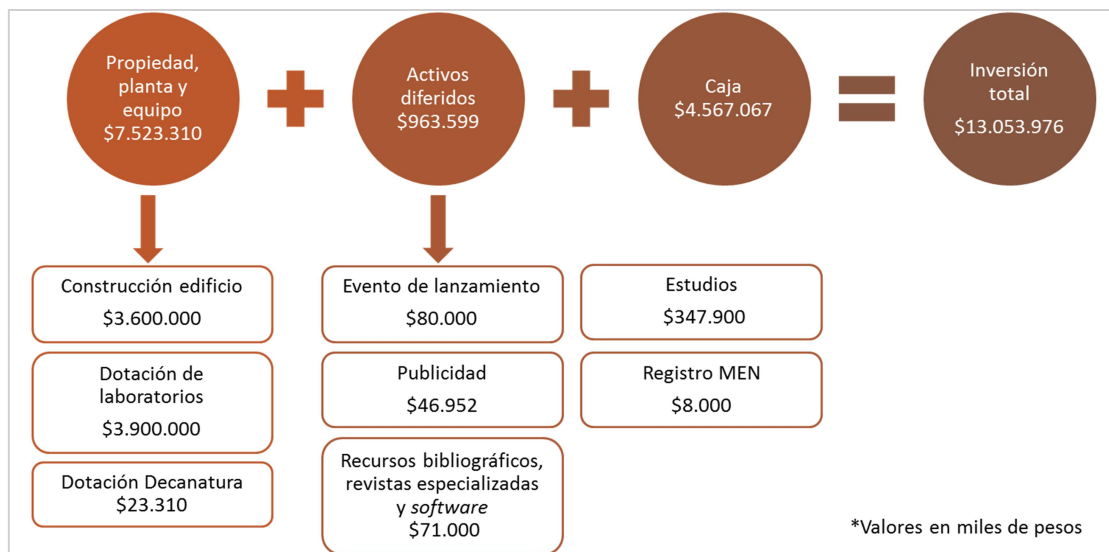 Propiedad,
planta y
equipo
$7.523.310
Activos
diferidos
$963.599
Caja
$4.567.067
Inversión
total
$13.053.976
Construcción edificio
$3.600.000
Dotación de
laboratorios
$3.900.000
Dotación Decanatura
$23.310
Evento de lanzamiento
$80.000
Publicidad
$46.952
Recursos bibliográficos,
revistas especializadas
y software
$71.000
Estudios
$347.900
Registro MEN
$8.000
*Valores en miles de pesos